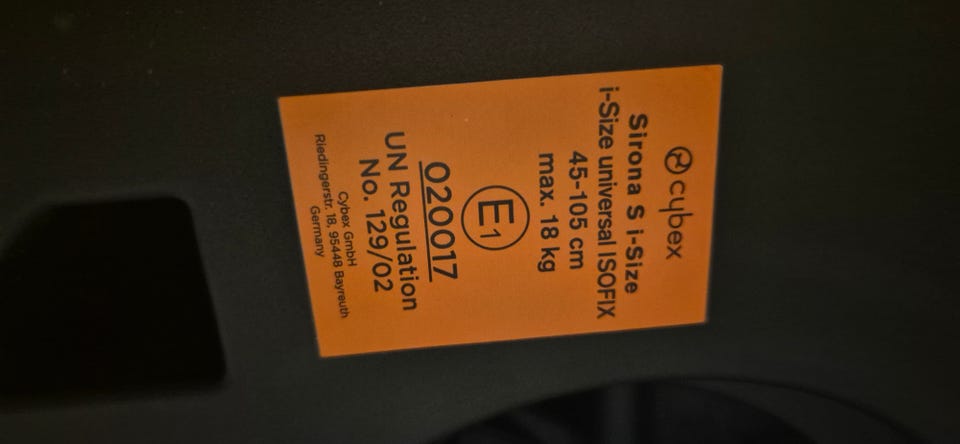 cybex
Sirona S i-Size
i-Size universal ISOFIX
45-105 cm
max. 18 kg
E1
020017
UN Regulation
No. 129/02
Cybex GmbH
Riedingerstr. 18, 95448 Bayreuth
Germany